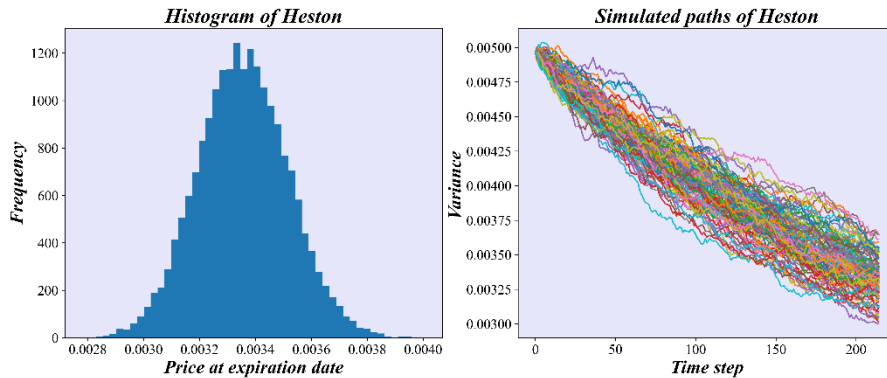 Histogram of Heston
1200
1000
800
600
400
200
0
Frequency
0.0028 0.0030 0.0032 0.0034 0.0036 0.0038 0.0040
Price at expiration date
Simulated paths of Heston
0.00500
0.00475
0.00450
0.00425
0.00400
0.00375
0.00350
0.00325
0.00300
Variance
0 50 100 150 200
Time step